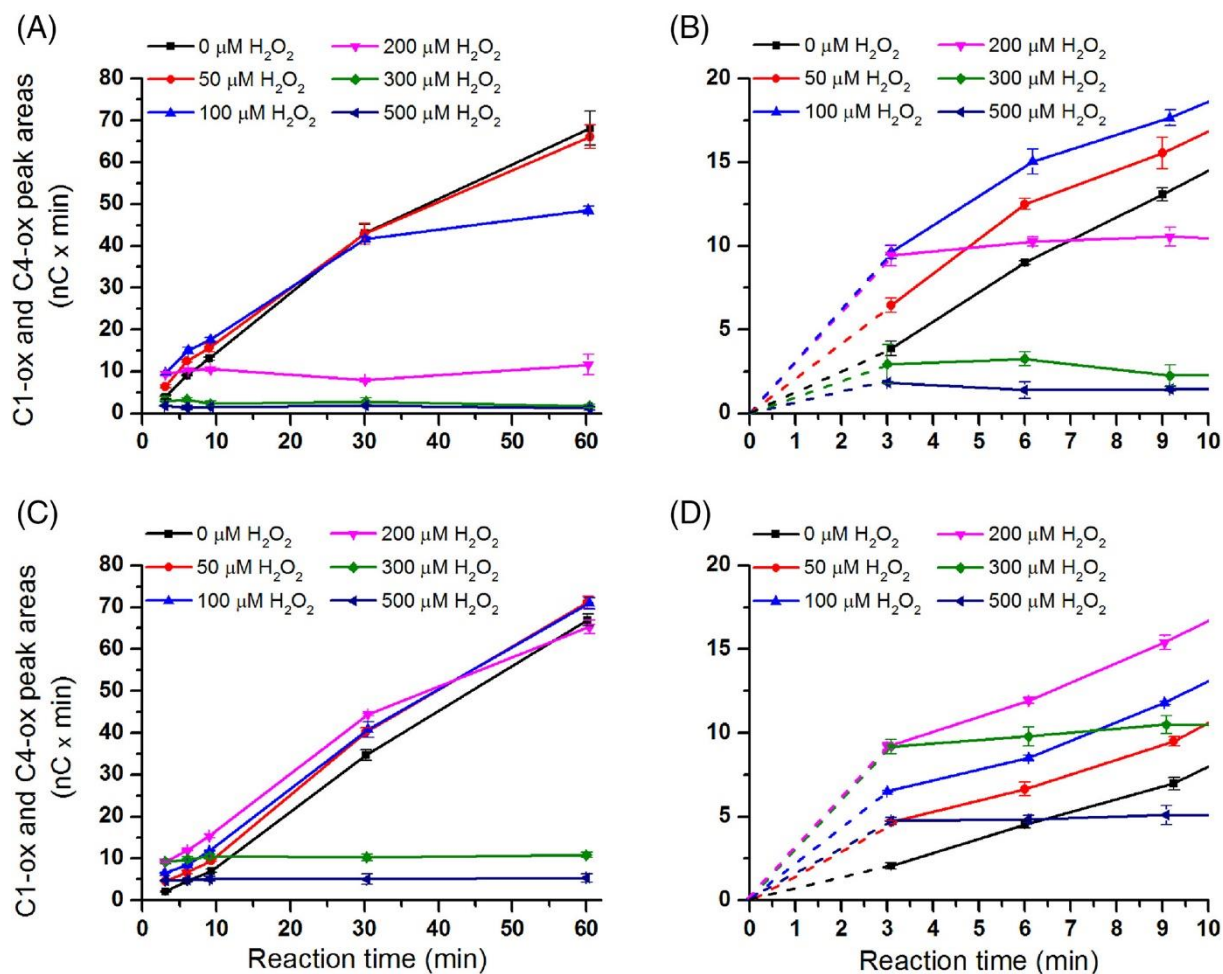 (A)
0 μM H₂O₂ 200 μM H₂O₂
50 μM H₂O₂ 300 μM H₂O₂
100 μM H₂O₂ 500 μM H₂O₂
C1-ox and C4-ox peak areas
(nC x min)
80
70
60
50
40
30
20
10
0
0 10 20 30 40 50 60
(B)
0 μM H₂O₂ 200 μM H₂O₂
50 μM H₂O₂ 300 μM H₂O₂
100 μM H₂O₂ 500 μM H₂O₂
20
15
10
5
0
0 1 2 3 4 5 6 7 8 9 10
(C)
0 μM H₂O₂ 200 μM H₂O₂
50 μM H₂O₂ 300 μM H₂O₂
100 μM H₂O₂ 500 μM H₂O₂
C1-ox and C4-ox peak areas
(nC x min)
80
70
60
50
40
30
20
10
0
0 10 20 30 40 50 60
Reaction time (min)
(D)
0 μM H₂O₂ 200 μM H₂O₂
50 μM H₂O₂ 300 μM H₂O₂
100 μM H₂O₂ 500 μM H₂O₂
20
15
10
5
0
0 1 2 3 4 5 6 7 8 9 10
Reaction time (min)